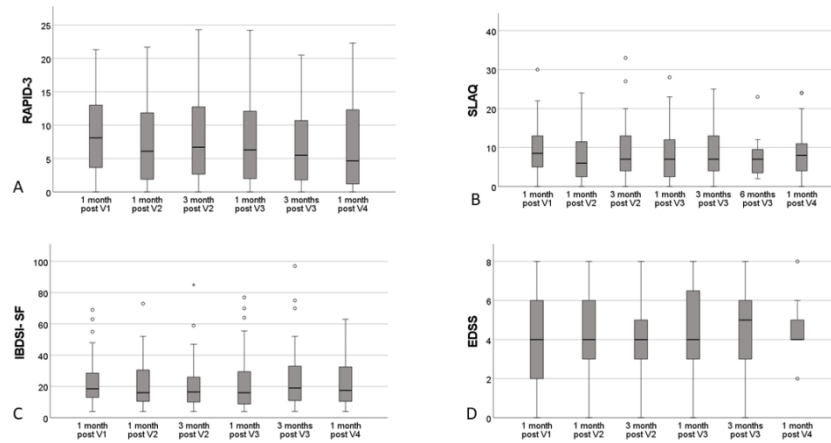 25
20
15
10
5
0
RAPID-3
1 month post V1
1 month post V2
3 month post V2
1 month post V3
3 months post V3
1 month post V4
A
40
30
20
10
0
SLAQ
1 month post V1
1 month post V2
3 month post V2
1 month post V3
3 months post V3
6 months post V3
1 month post V4
B
100
80
60
40
20
0
IBDSI- SF
1 month post V1
1 month post V2
3 month post V2
1 month post V3
3 months post V3
1 month post V4
C
8
6
4
2
0
EDSS
1 month post V1
1 month post V2
3 month post V2
1 month post V3
3 months post V3
1 month post V4
D